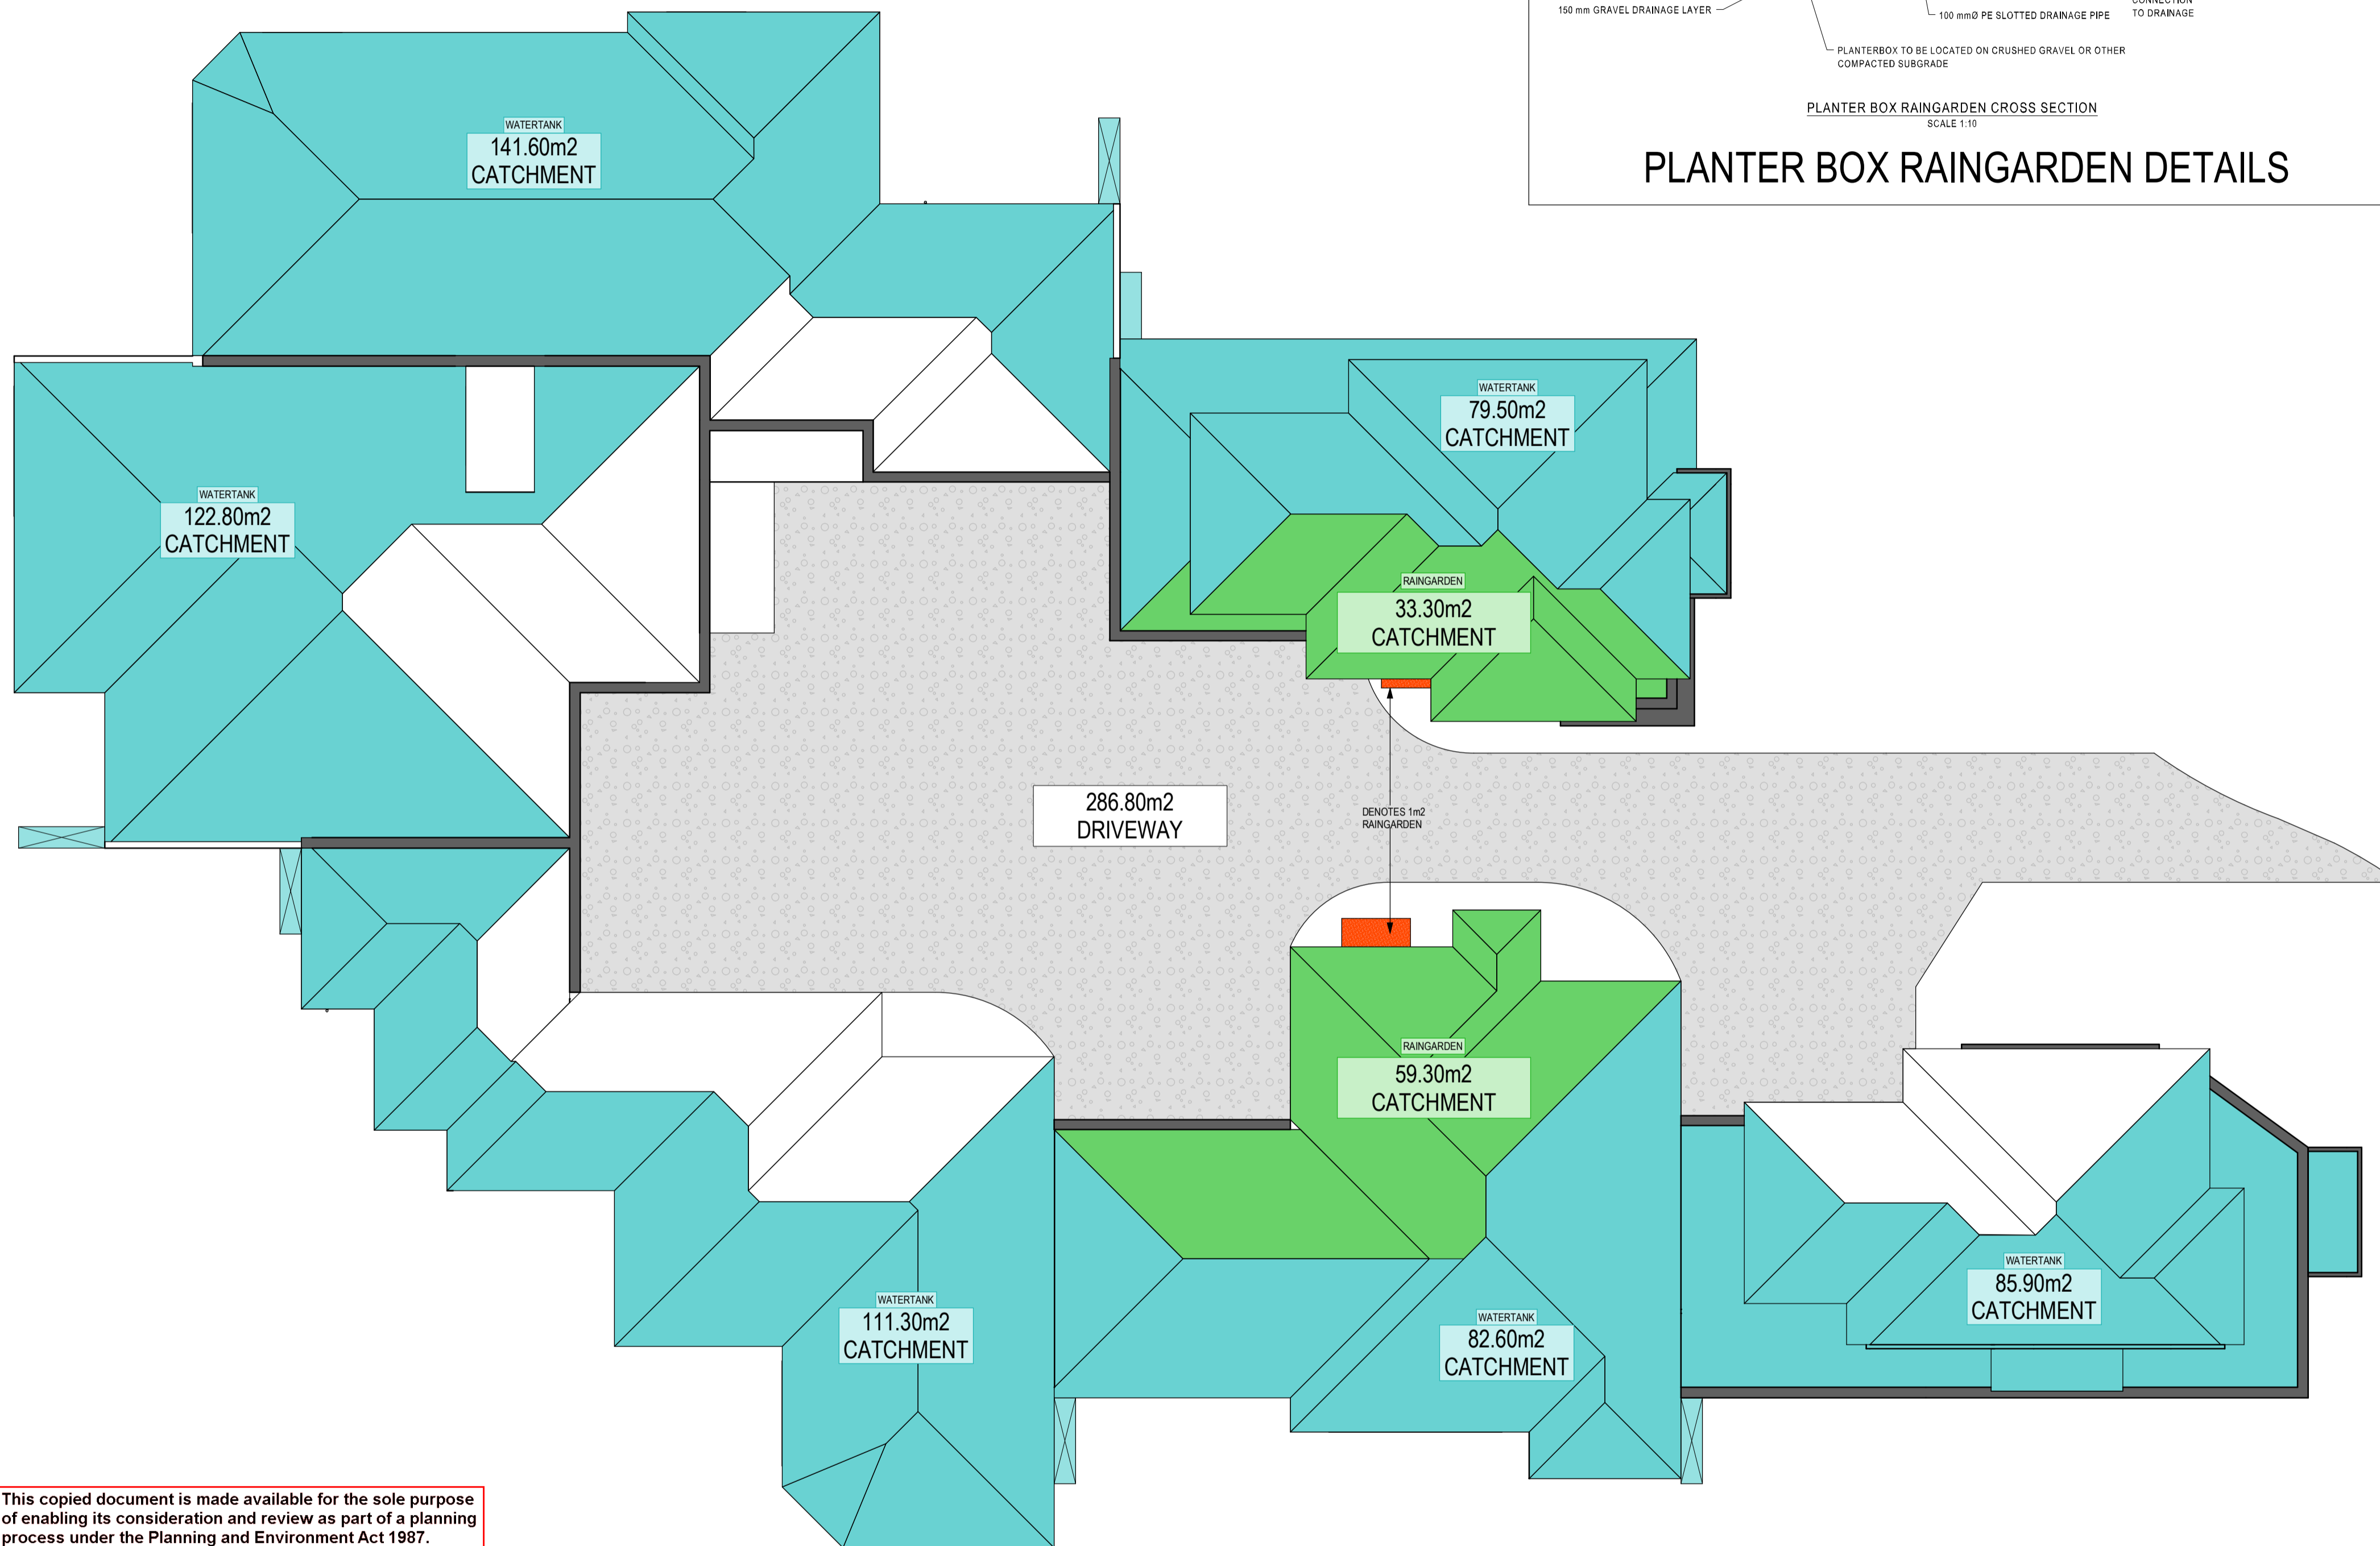 150 mm GRAVEL DRAINAGE LAYER
100 mmØ PE SLOTTED DRAINAGE PIPE
CONNECTION
TO DRAINAGE
PLANTERBOX TO BE LOCATED ON CRUSHED GRAVEL OR OTHER
COMPACTED SUBGRADE
PLANTER BOX RAINGARDEN CROSS SECTION
SCALE 1:10
PLANTER BOX RAINGARDEN DETAILS
WATERTANK
141.60m2
CATCHMENT
WATERTANK
79.50m2
CATCHMENT
WATERTANK
122.80m2
CATCHMENT
RAINGARDEN
33.30m2
CATCHMENT
286.80m2
DRIVEWAY
DENOTES 1m2
RAINGARDEN
RAINGARDEN
59.30m2
CATCHMENT
WATERTANK
85.90m2
CATCHMENT
WATERTANK
111.30m2
CATCHMENT
WATERTANK
82.60m2
CATCHMENT
This copied document is made available for the sole purpose
of enabling its consideration and review as part of a planning
process under the Planning and Environment Act 1987.